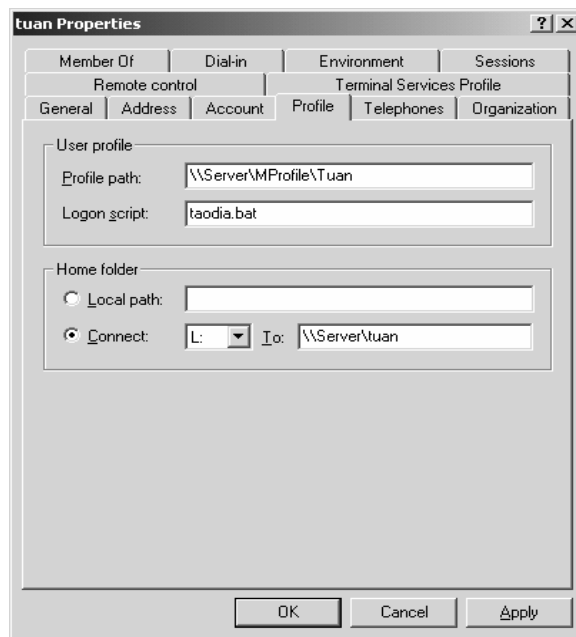 tuan Properties
Member Of Dial-in Environment Sessions
Remote control Terminal Services Profile
General Address Account Profile Telephones Organization
User profile
Profile path: \\Server\MProfile\Tuan
Logon script: taodia.bat
Home folder
Local path:
Connect: L: To: \\Server\tuan
OK Cancel Apply